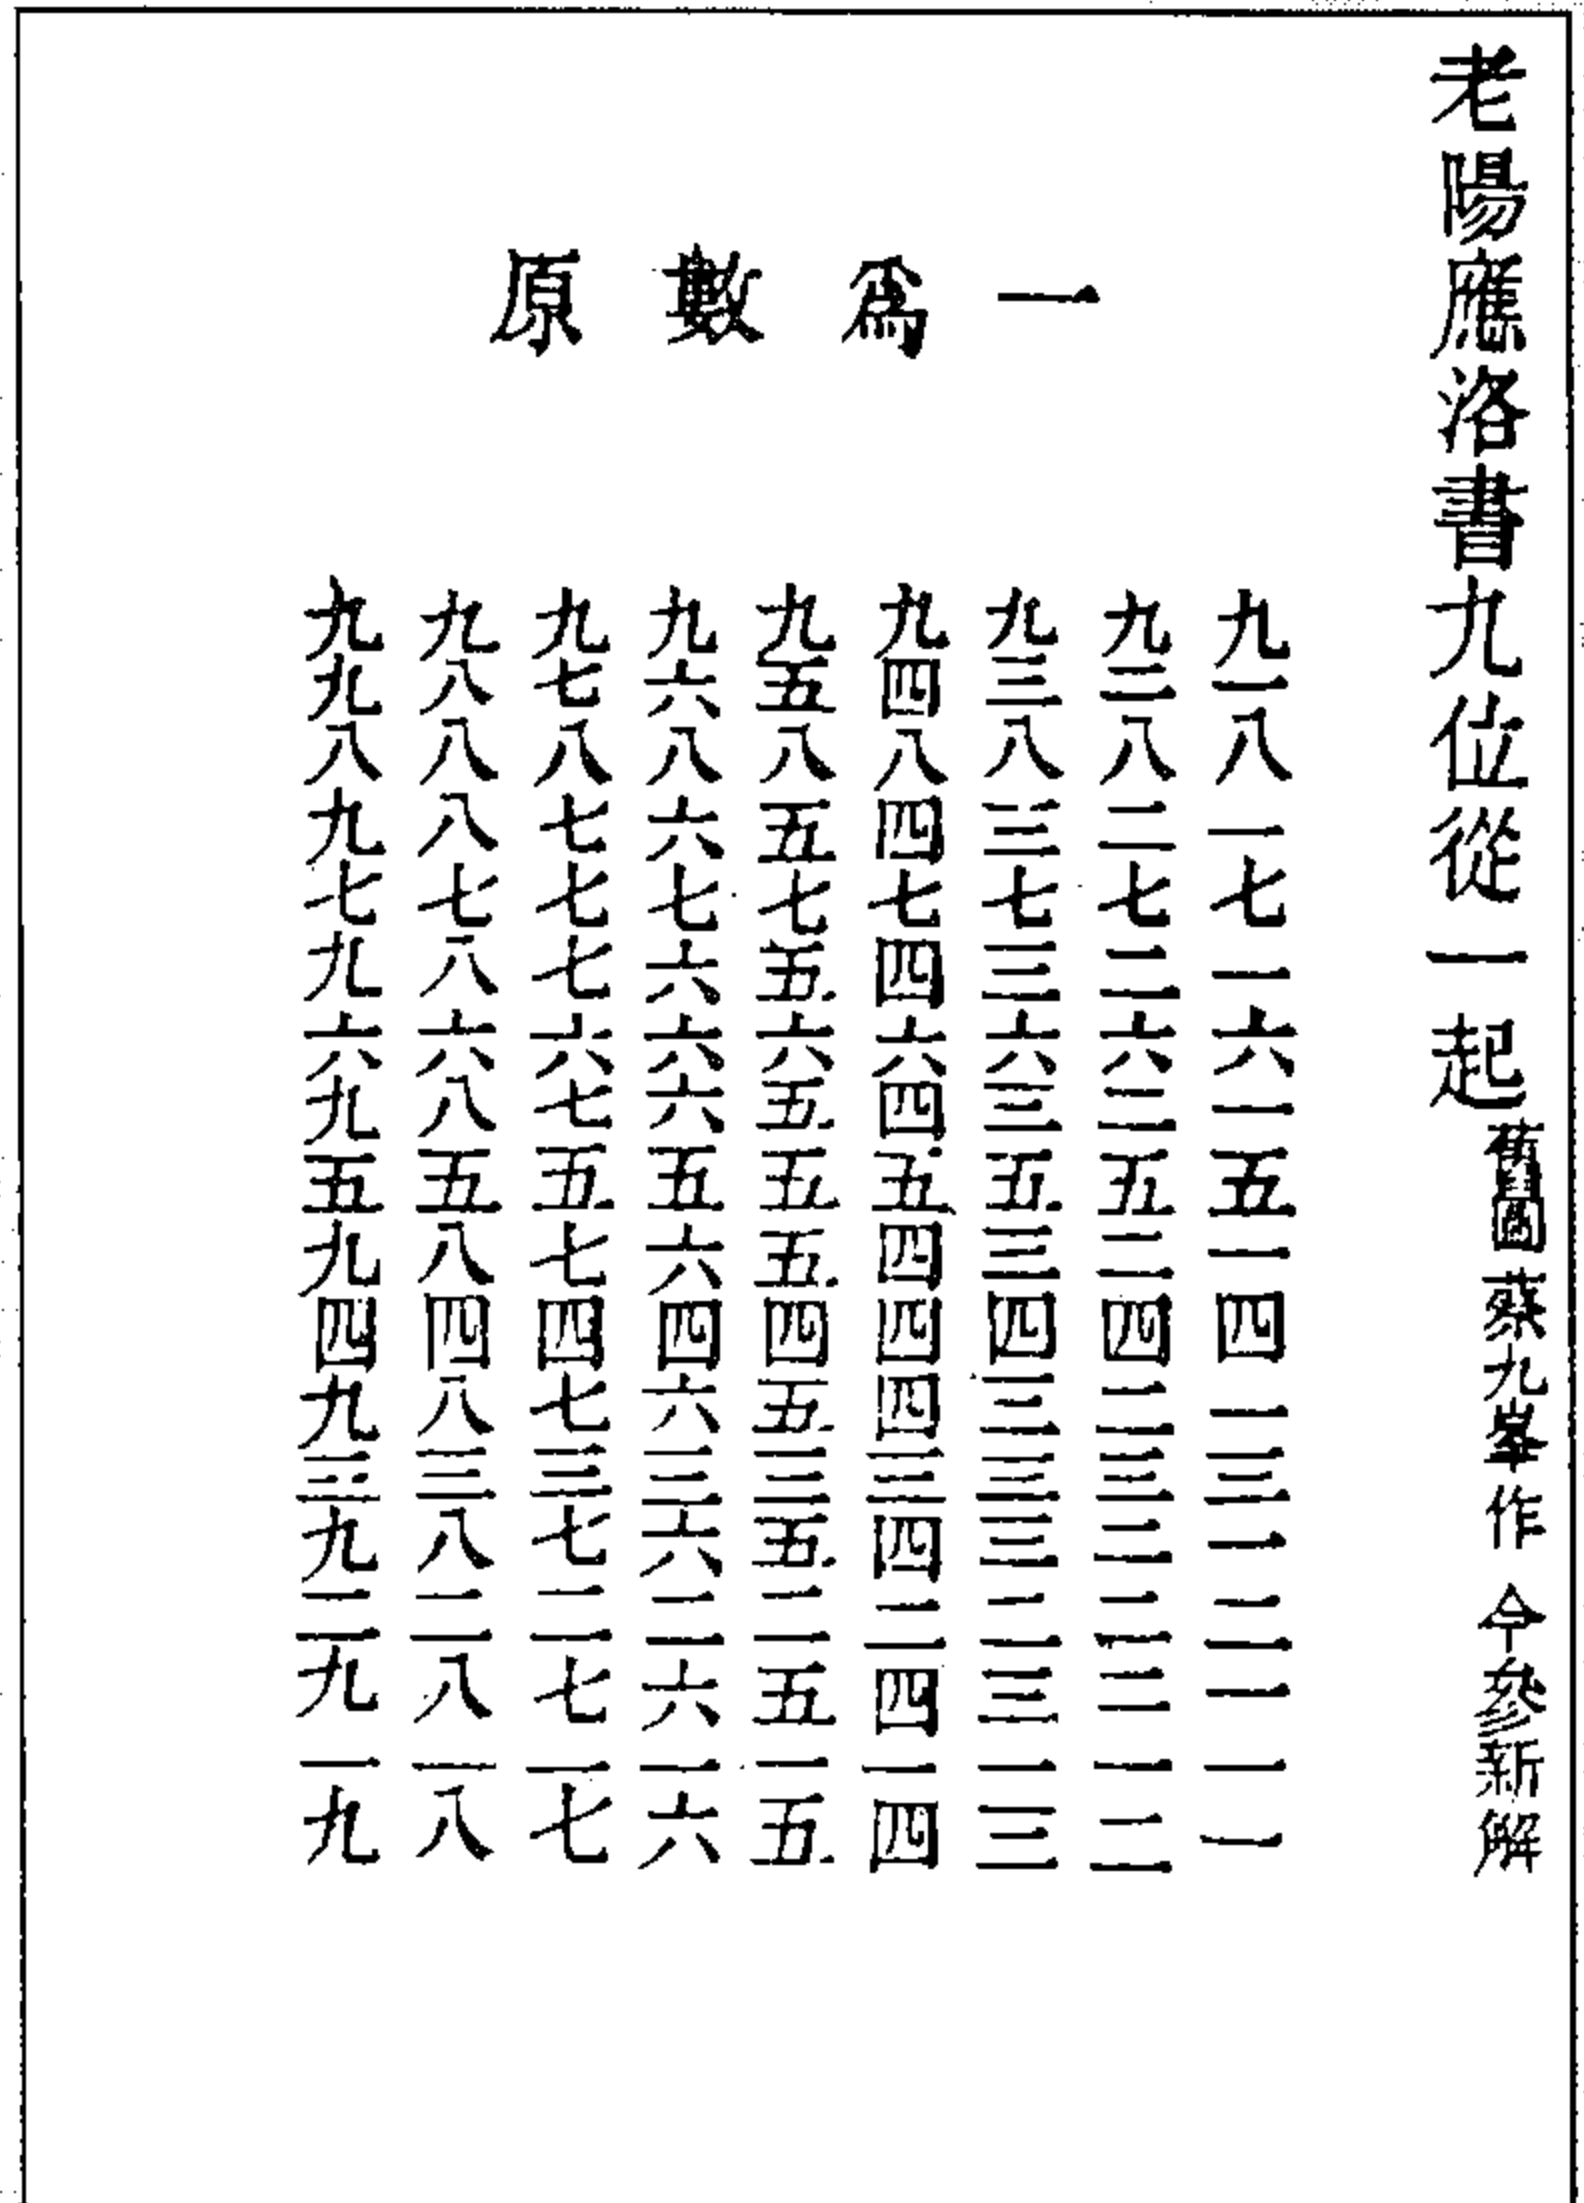 老陽應洛書九位從一起舊圖蔡九峯作 今參新解
一爲數原
九一八一七一六一五一四一三一二一一一
九二八二七二六二五二四二三二二二一二
九三八三七三六三五三四三三三二三一三
九四八四七四六四五四四四三四二四一四
九五八五七五六五五五四五三五二五一五
九六八六七六六六五六四六三六二六一六
九七八七七七六七五七四七三七二七一七
九八八八七八六八五八四八三八二八一八
九九八九七九六九五九四九三九二九一九